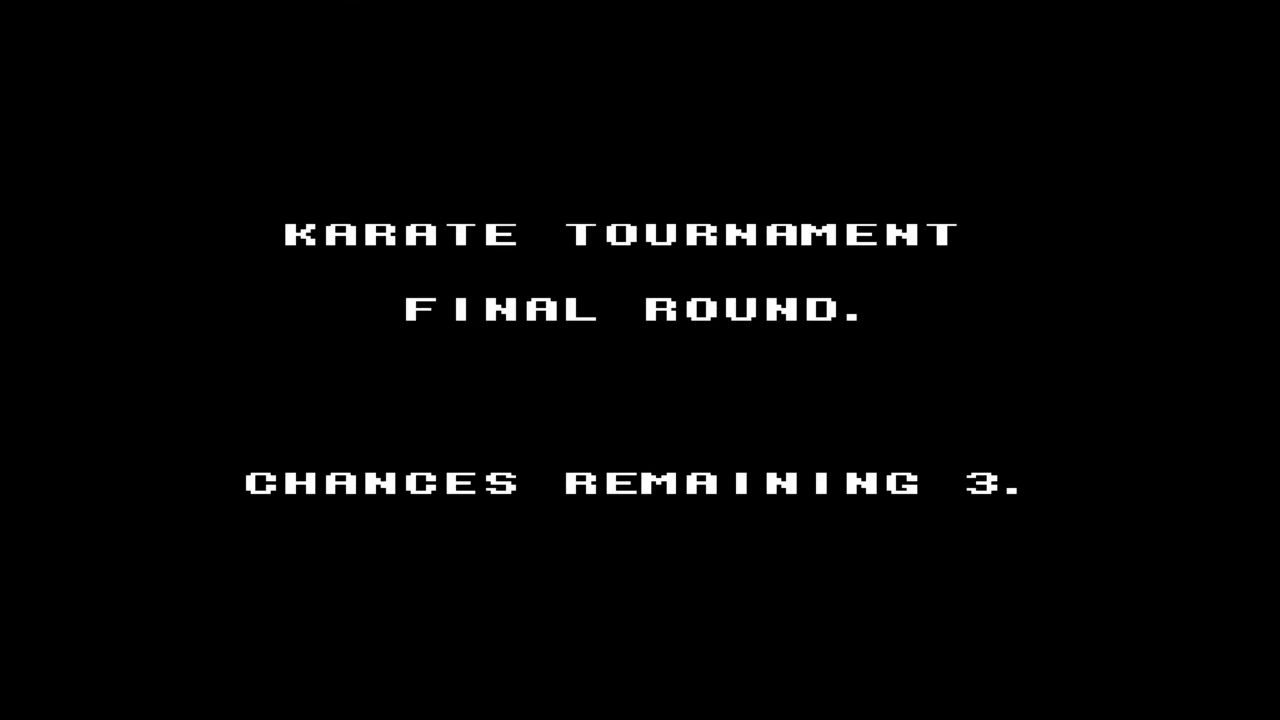 KARATE TOURNAMENT
FINAL ROUND.
CHANCES REMAINING 3.